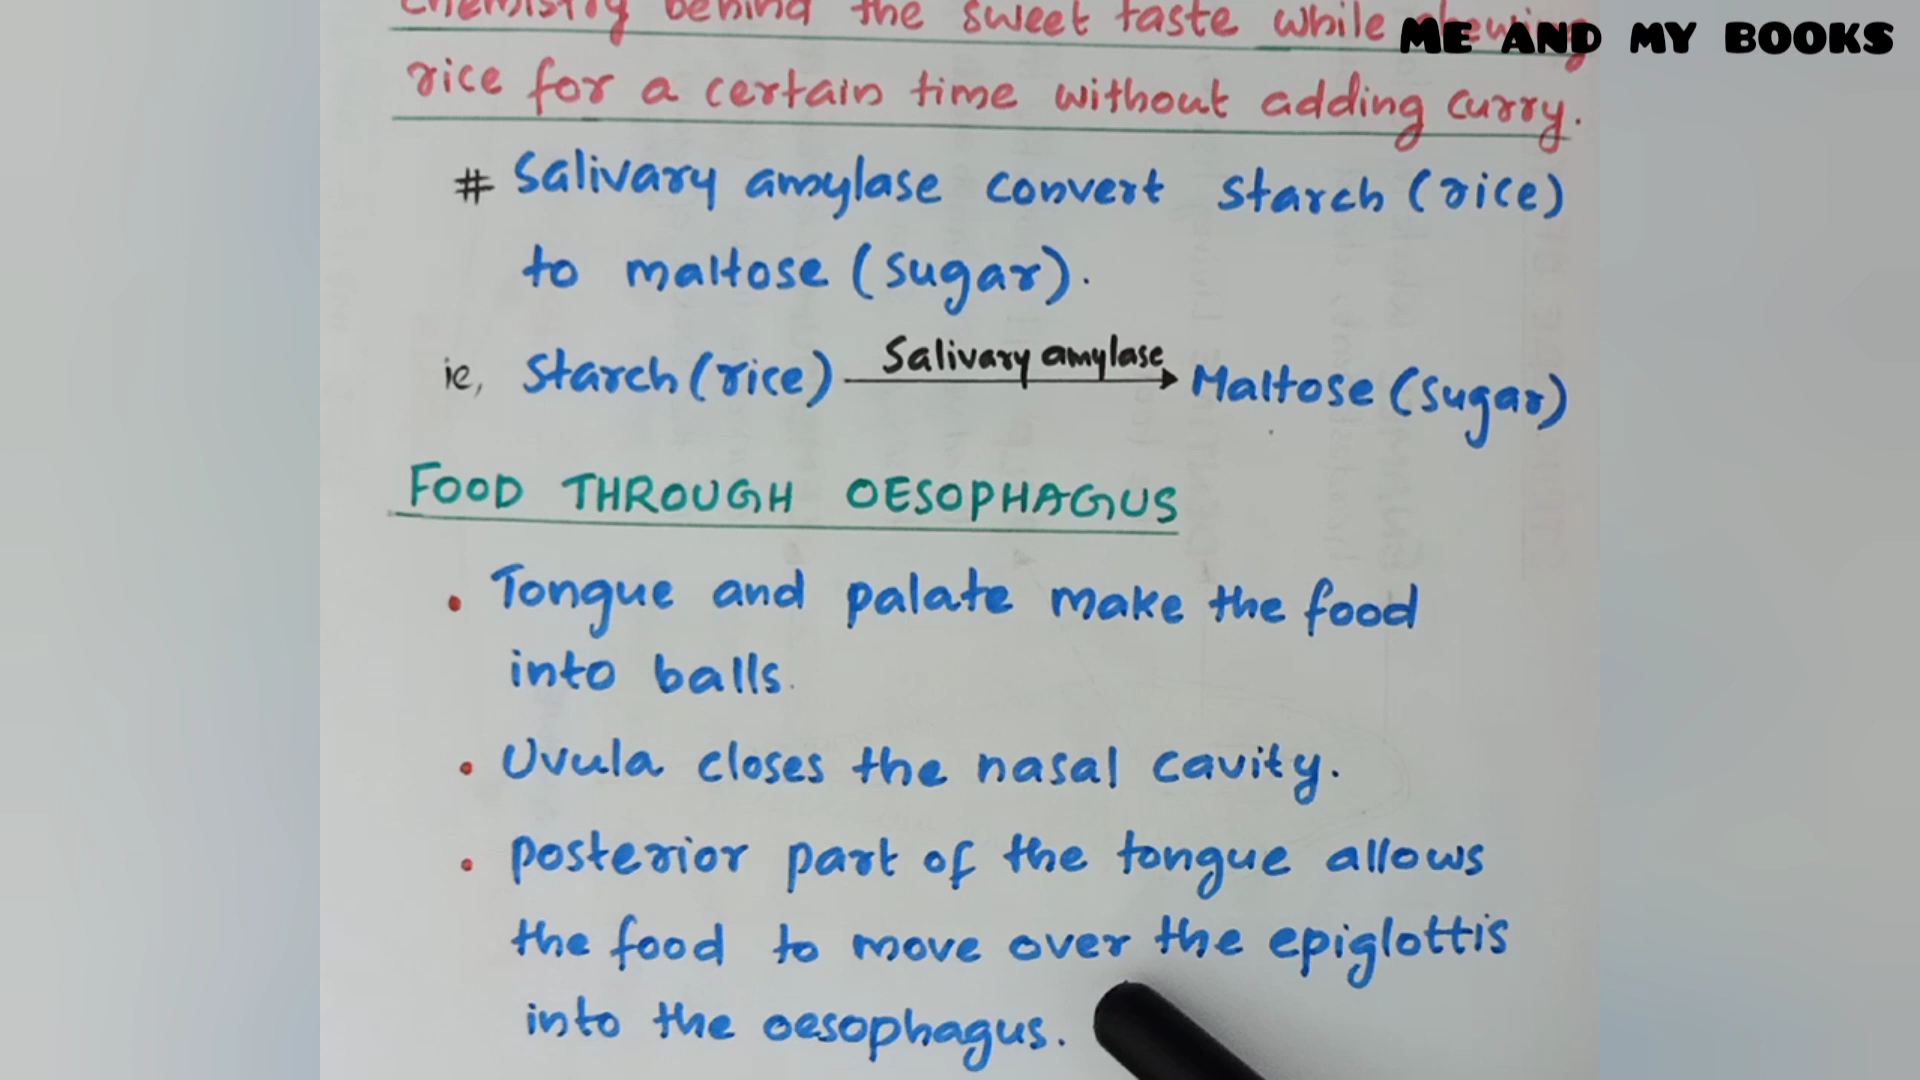 chemistry behind the sweet taste while chewing
ME AND MY BOOKS
rice for a certain time without adding curry.
# Salivary amylase convert starch (rice)
to maltose (sugar).
ie, Starch (rice) Salivary amylase → Maltose (sugar)
FOOD THROUGH OESOPHAGUS
• Tongue and palate make the food
into balls.
• Uvula closes the nasal cavity.
• posterior part of the tongue allows
the food to move over the epiglottis
into the oesophagus.